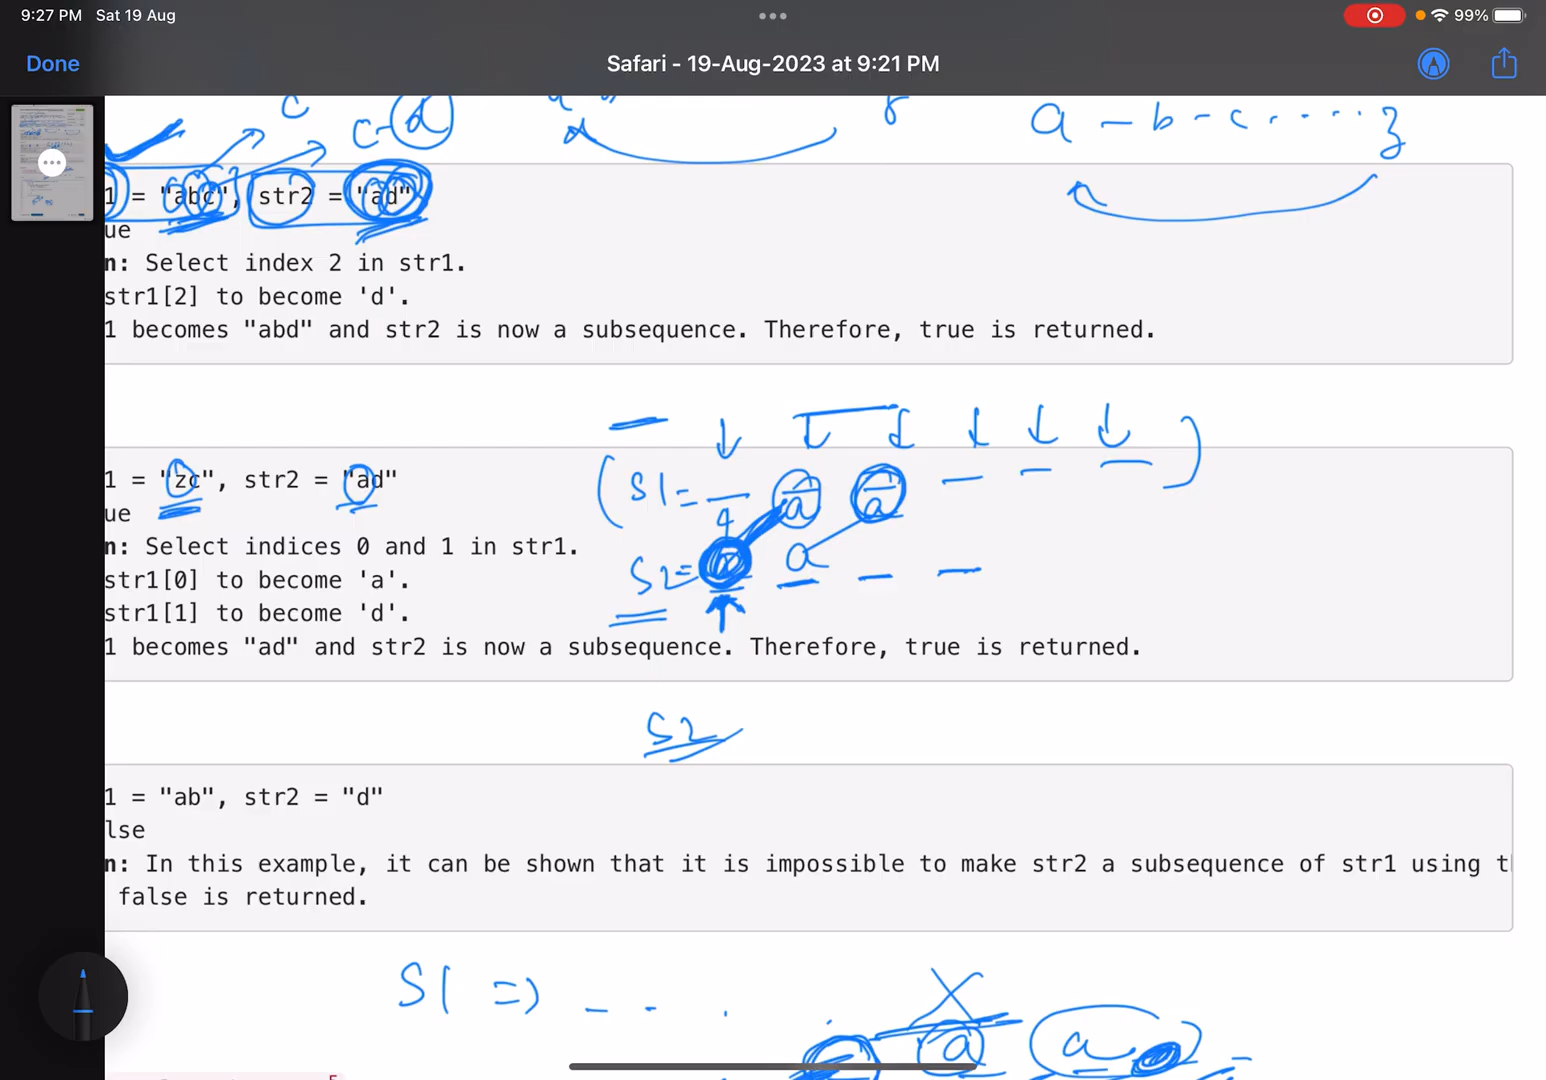 9:27 PM Sat 19 Aug
99%
Done
Safari - 19-Aug-2023 at 9:21 PM
c
c-d
a - b - c . . . . . z
1 = "abc", str2 = "ad"
ue
n: Select index 2 in str1.
str1[2] to become 'd'.
1 becomes "abd" and str2 is now a subsequence. Therefore, true is returned.
1 = "zc", str2 = "ad"
S1 = _ a a _ _ _
ue
n: Select indices 0 and 1 in str1.
S2 = a _ _
str1[0] to become 'a'.
str1[1] to become 'd'.
1 becomes "ad" and str2 is now a subsequence. Therefore, true is returned.
S2
1 = "ab", str2 = "d"
lse
n: In this example, it can be shown that it is impossible to make str2 a subsequence of str1 using t
false is returned.
S1 => - - .
X
a a